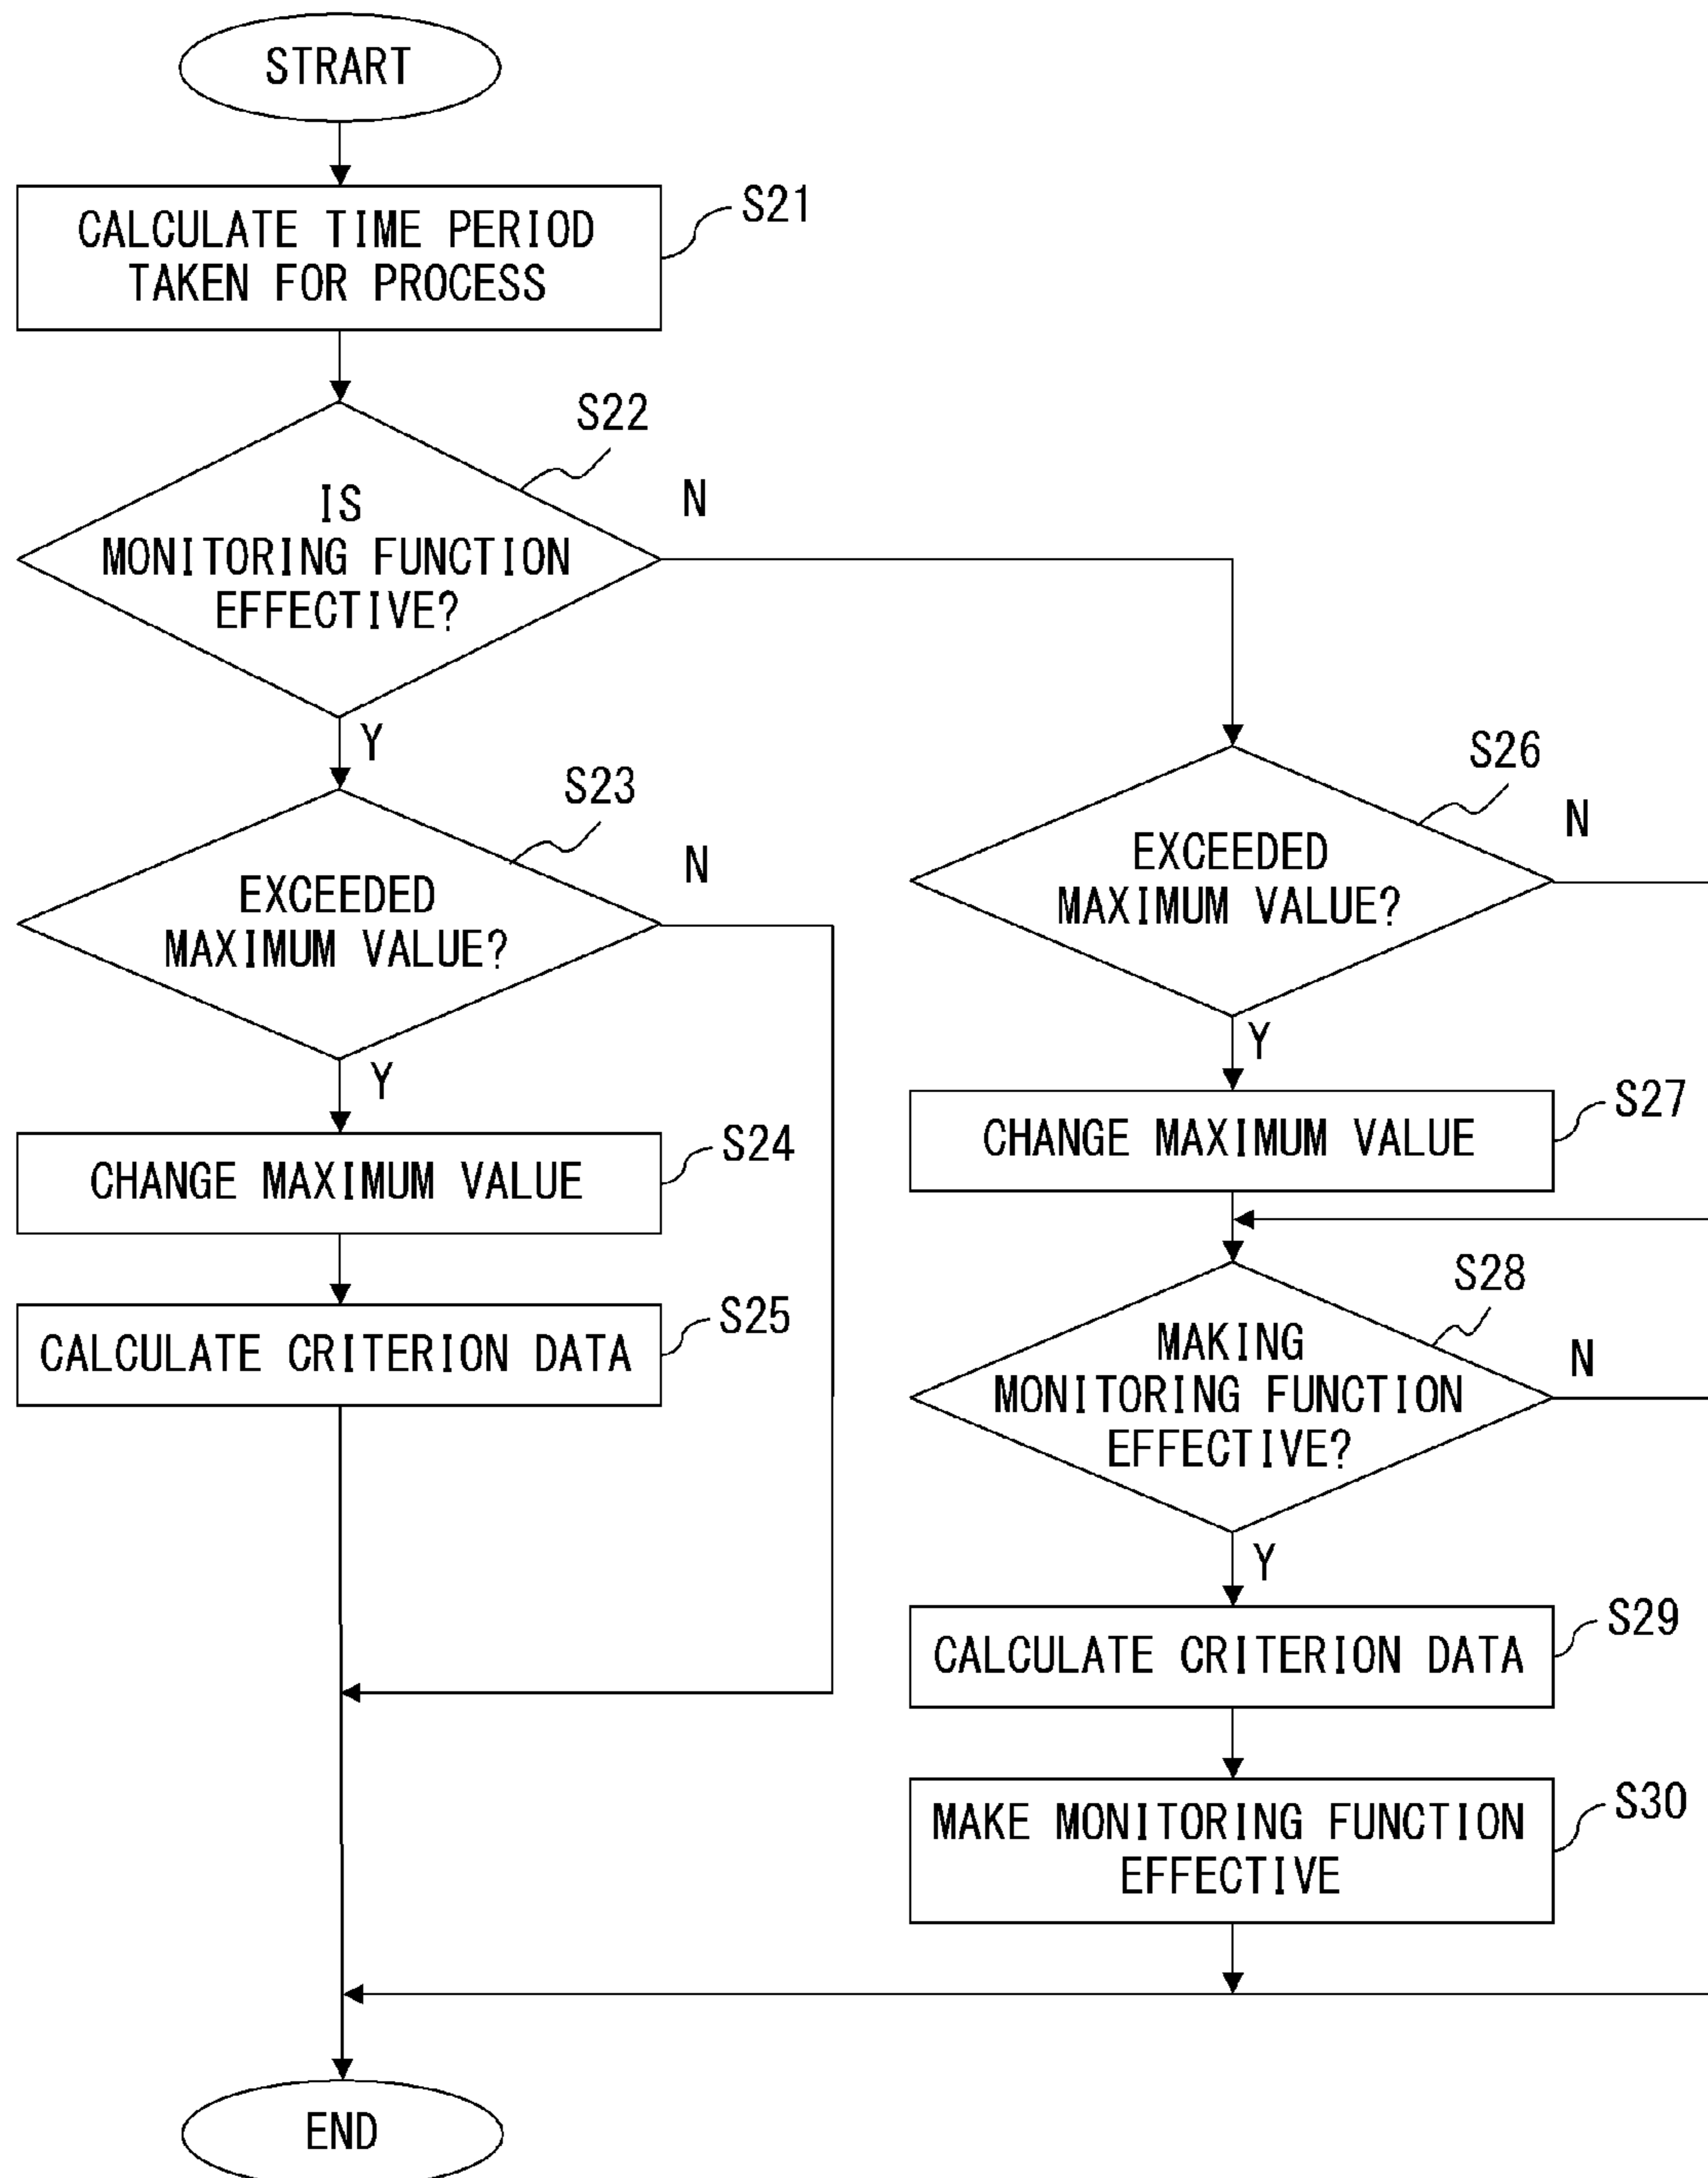 STRART
CALCULATE TIME PERIOD
TAKEN FOR PROCESS
S21
IS
MONITORING FUNCTION
EFFECTIVE?
S22
N
Y
EXCEEDED
MAXIMUM VALUE?
S23
N
Y
CHANGE MAXIMUM VALUE
S24
CALCULATE CRITERION DATA
S25
EXCEEDED
MAXIMUM VALUE?
S26
N
Y
CHANGE MAXIMUM VALUE
S27
MAKING
MONITORING FUNCTION
EFFECTIVE?
S28
N
Y
CALCULATE CRITERION DATA
S29
MAKE MONITORING FUNCTION
EFFECTIVE
S30
END